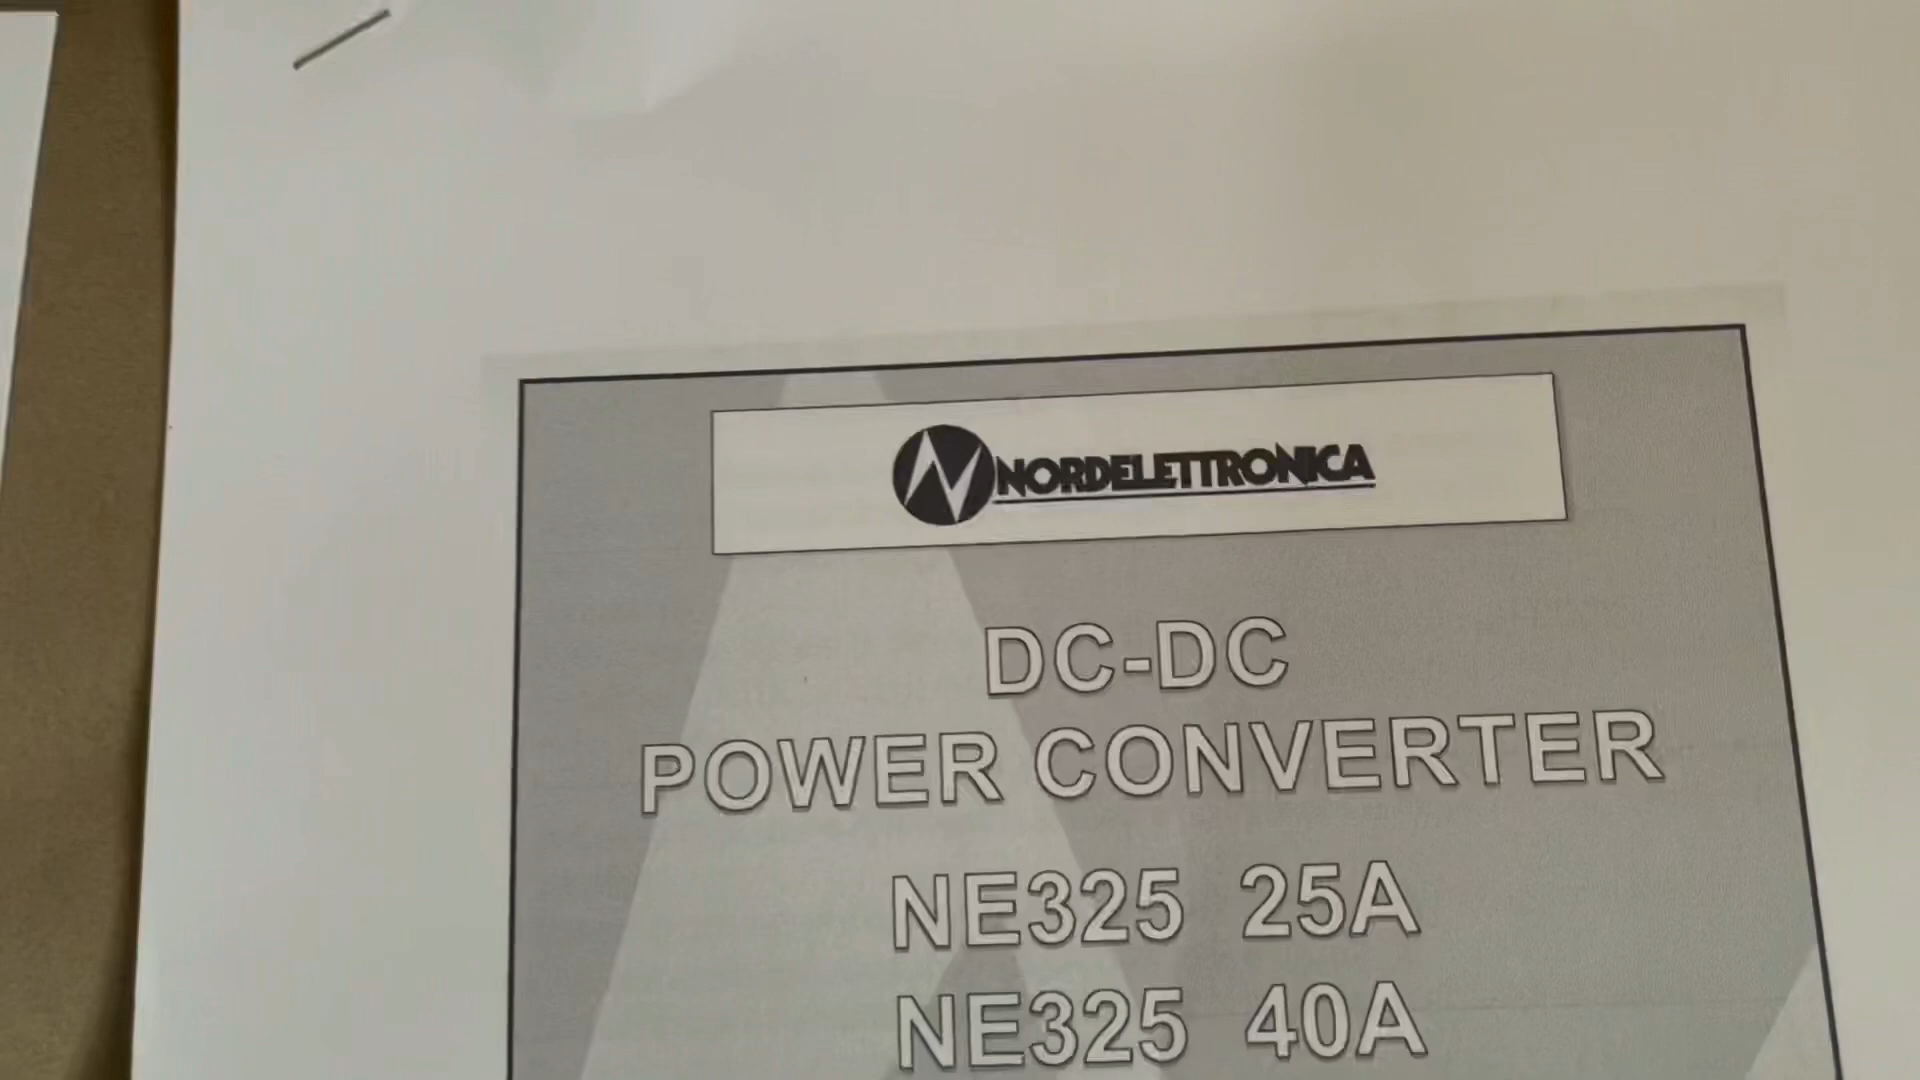 NORDELETTRONICA
DC-DC
POWER CONVERTER
NE325 25A
NE325 40A